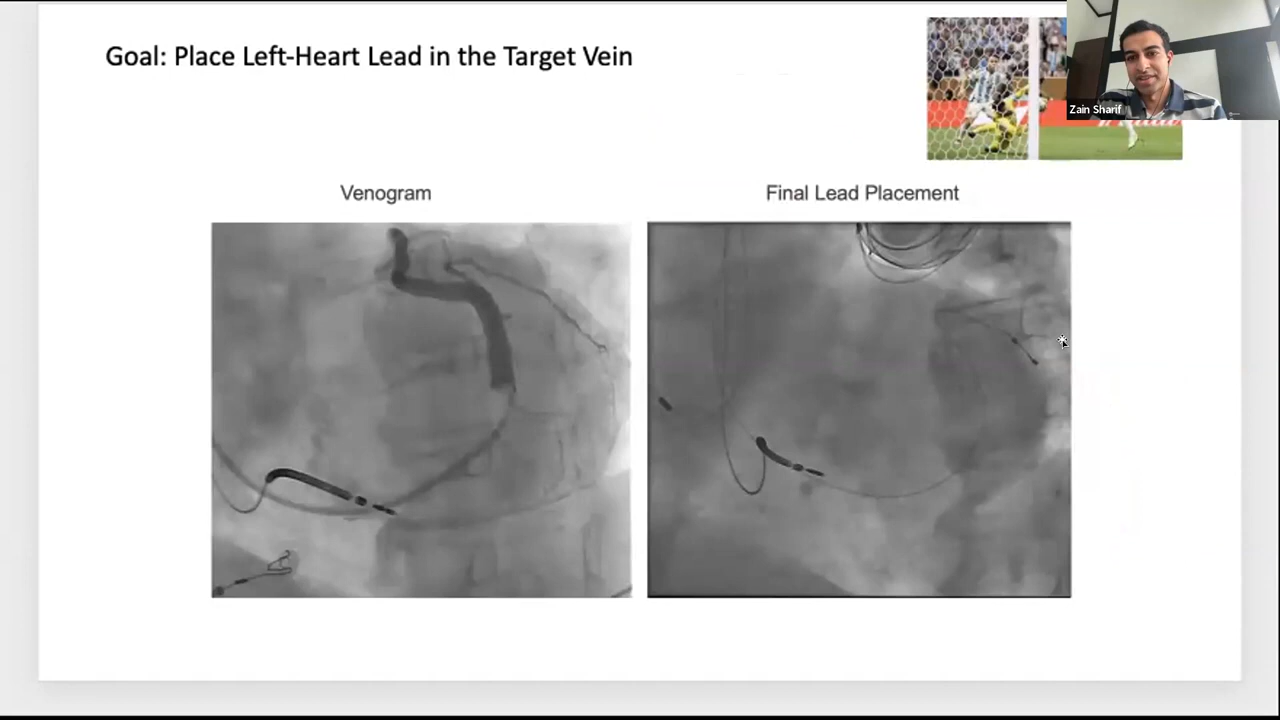 Goal: Place Left-Heart Lead in the Target Vein
Zain Sharif
Venogram
Final Lead Placement